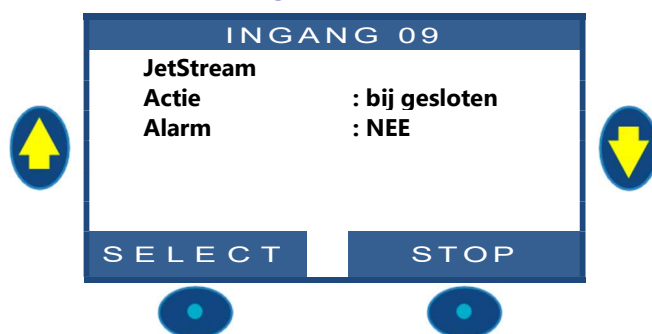 INGANG 09
JetStream
Actie : bij gesloten
Alarm : NEE
SELECT STOP